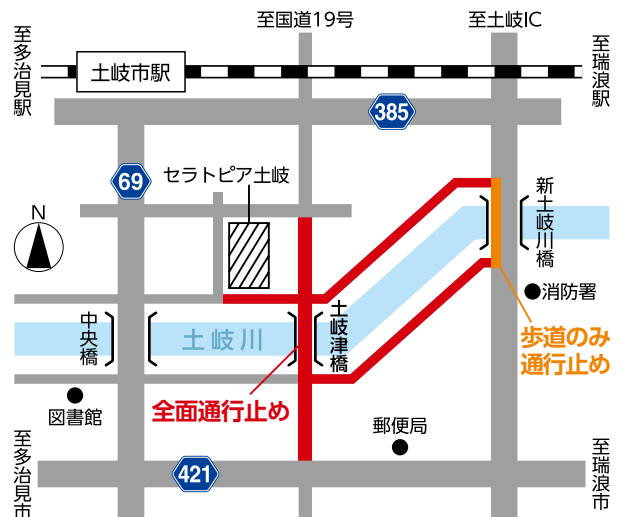 至国道19号
至土岐IC
至多治見駅
土岐市駅
至瑞浪駅
385
69
セラトピア土岐
新土岐川橋
N
消防署
中央橋
土岐川
土岐津橋
歩道のみ
通行止め
図書館
全面通行止め
郵便局
至多治見市
421
至瑞浪市